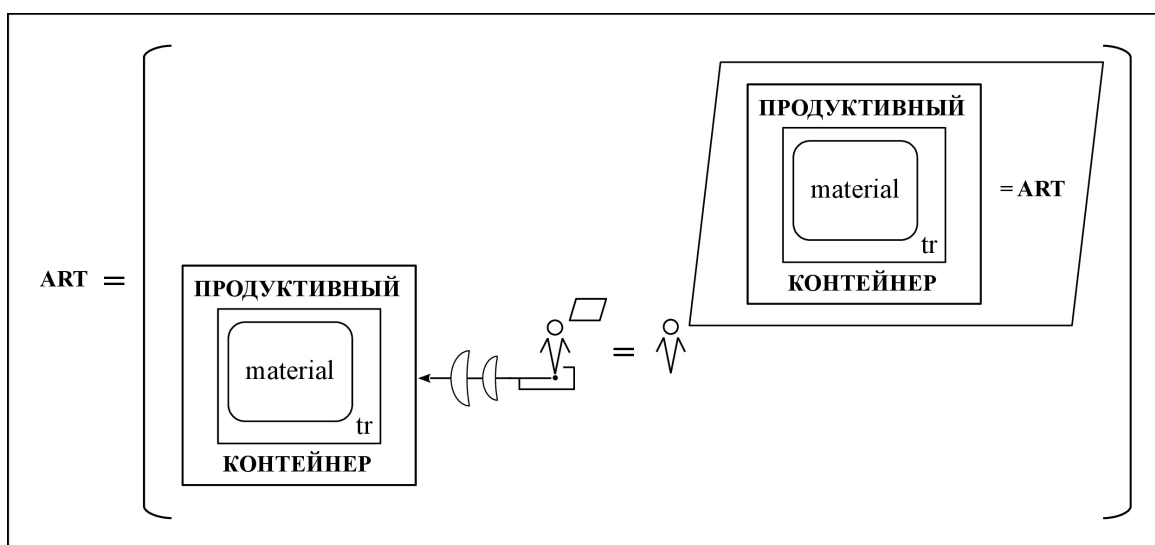 ПРОДУКТИВНЫЙ
material
= ART
tr
КОНТЕЙНЕР
ART =
ПРОДУКТИВНЫЙ
material
tr
КОНТЕЙНЕР
=